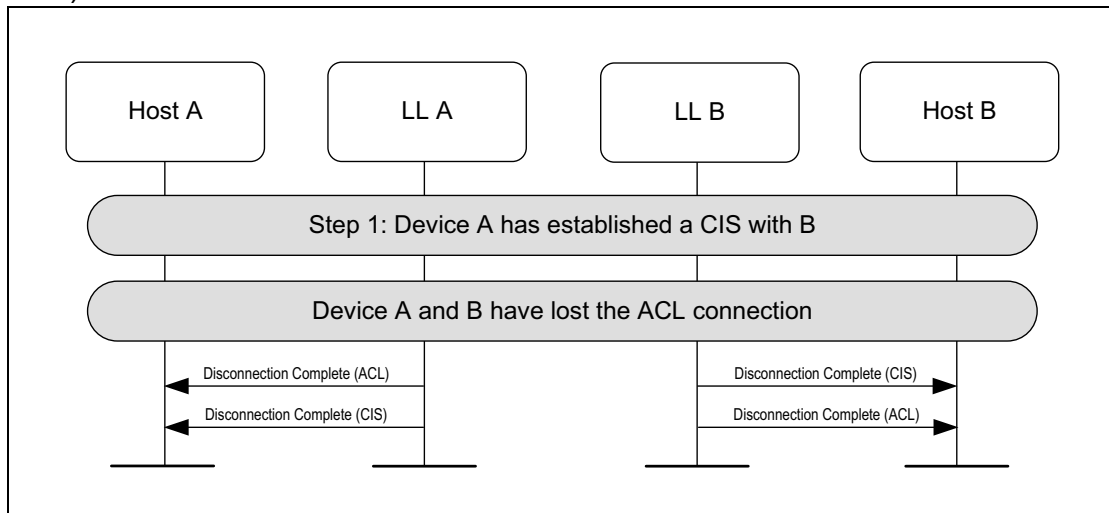 Host A
LL A
LL B
Host B
Step 1: Device A has established a CIS with B
Device A and B have lost the ACL connection
Disconnection Complete (ACL)
Disconnection Complete (CIS)
Disconnection Complete (CIS)
Disconnection Complete (ACL)